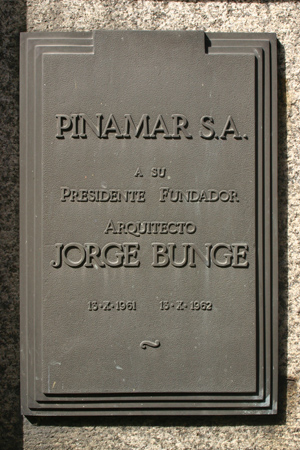 PINAMAR S.A.
A SU
PRESIDENTE FUNDADOR
ARQUITECTO
JORGE BUNGE
13·X·1961 13·X·1962